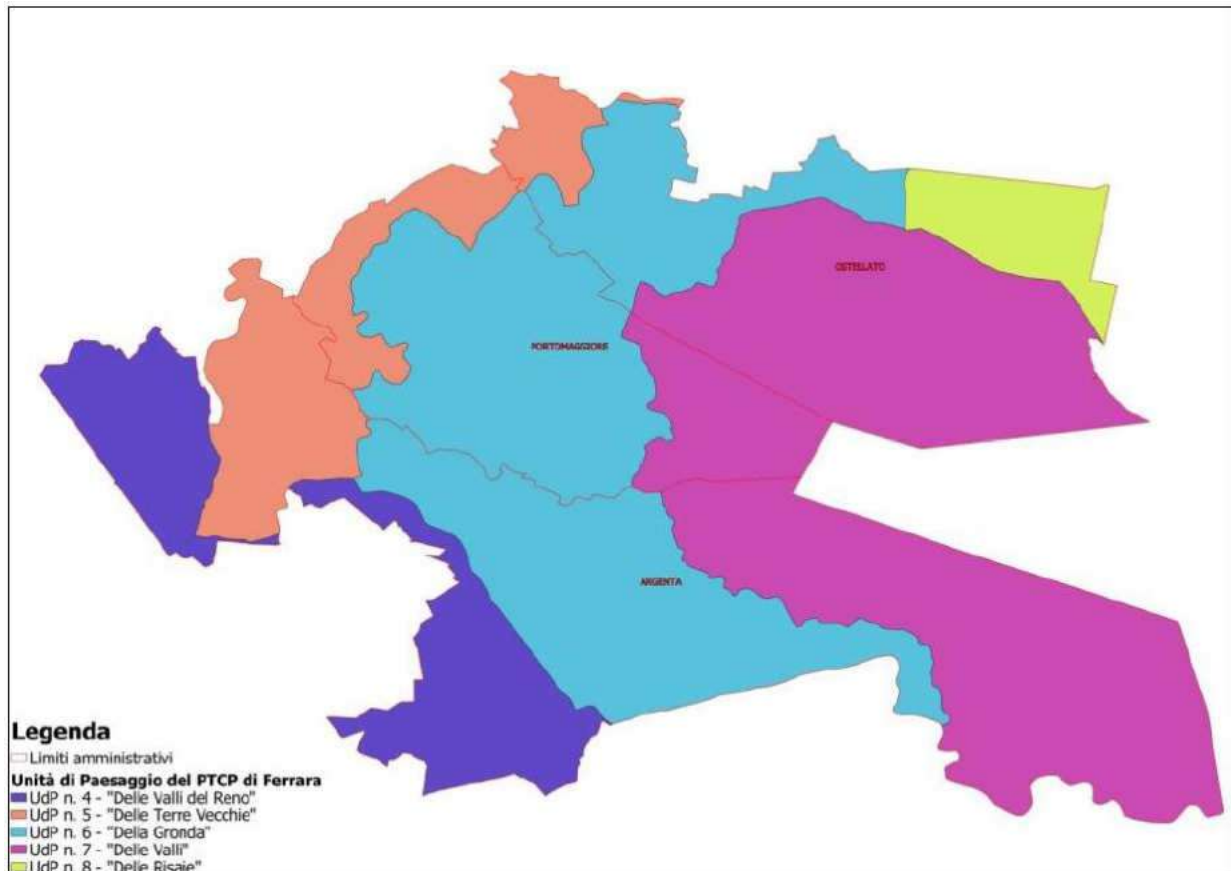 OSTELLATO
PORTOMAGGIORE
ARGENTA
Legenda
Limiti amministrativi
Unità di Paesaggio del PTCP di Ferrara
UdP n. 4 - "Delle Valli del Reno"
UdP n. 5 - "Delle Terre Vecchie"
UdP n. 6 - "Della Gronda"
UdP n. 7 - "Delle Valli"
UdP n. 8 - "Delle Risaie"